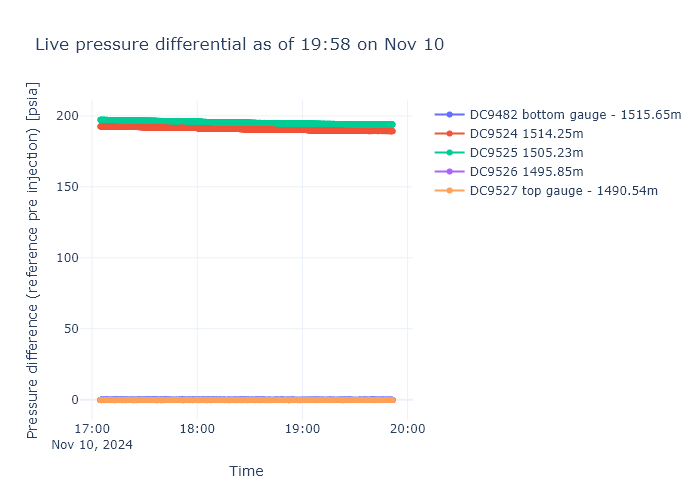 Live pressure differential as of 19:58 on Nov 10
Pressure difference (reference pre injection) [psia]
200
150
100
50
0
17:00
Nov 10, 2024
18:00
19:00
20:00
Time
DC9482 bottom gauge - 1515.65m
DC9524 1514.25m
DC9525 1505.23m
DC9526 1495.85m
DC9527 top gauge - 1490.54m